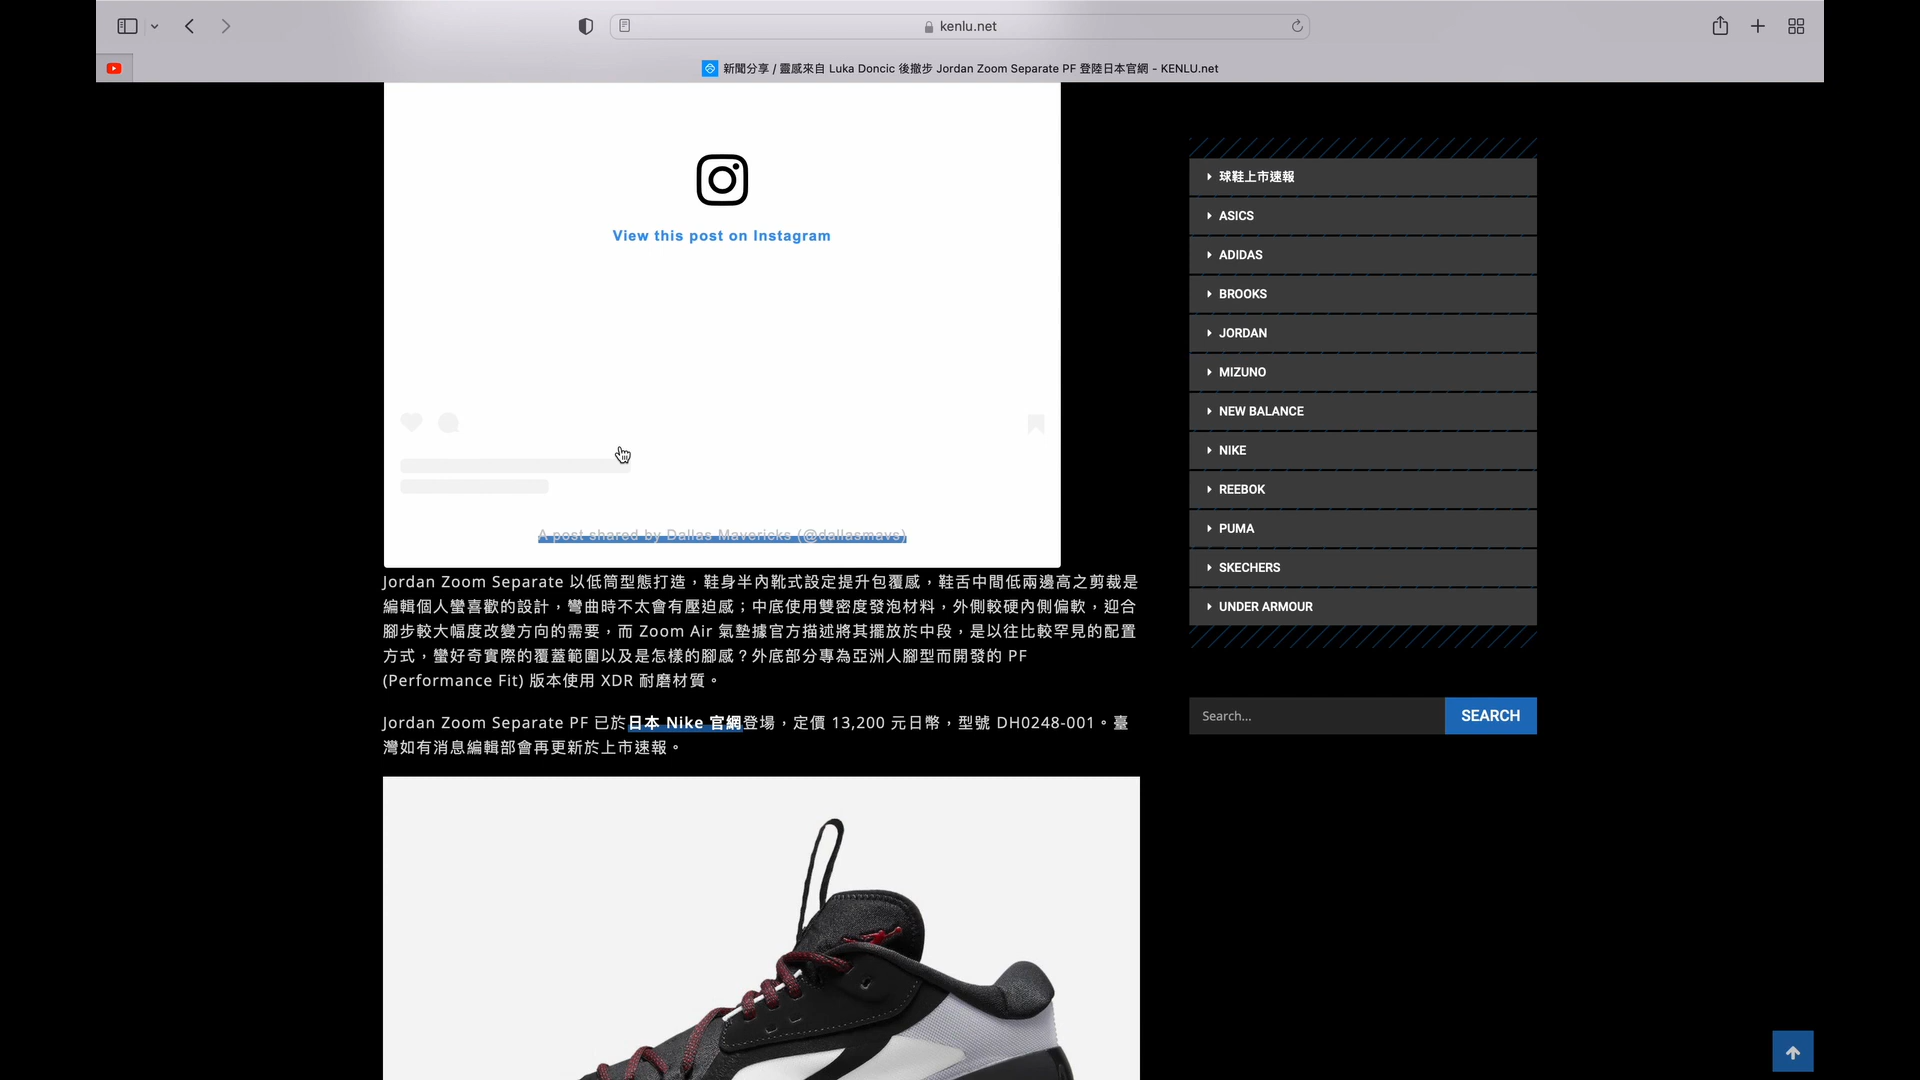 kenlu.net
新聞分享 / 靈感來自 Luka Doncic 後撤步 Jordan Zoom Separate PF 登陸日本官網 - KENLU.net
View this post on Instagram
A post shared by Dallas Mavericks (@dallasmavs)
Jordan Zoom Separate 以低筒型態打造，鞋身半內靴式設定提升包覆感，鞋舌中間低兩邊高之剪裁是
編輯個人蠻喜歡的設計，彎曲時不太會有壓迫感；中底使用雙密度發泡材料，外側較硬內側偏軟，迎合
腳步較大幅度改變方向的需要，而 Zoom Air 氣墊據官方描述將其擺放於中段，是以往比較罕見的配置
方式，蠻好奇實際的覆蓋範圍以及是怎樣的腳感？外底部分專為亞洲人腳型而開發的 PF
(Performance Fit) 版本使用 XDR 耐磨材質。
Jordan Zoom Separate PF 已於日本 Nike 官網登場，定價 13,200 元日幣，型號 DH0248-001。臺
灣如有消息編輯部會再更新於上市速報。
球鞋上市速報
ASICS
ADIDAS
BROOKS
JORDAN
MIZUNO
NEW BALANCE
NIKE
REEBOK
PUMA
SKECHERS
UNDER ARMOUR
Search...
SEARCH